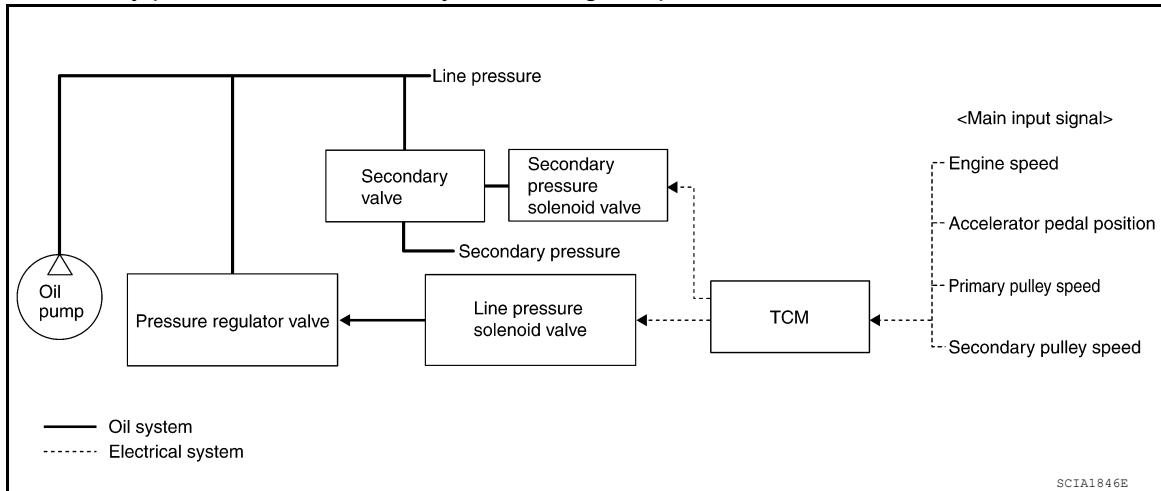 Line pressure
<Main input signal>
Secondary
valve
Secondary
pressure
solenoid valve
Engine speed
Accelerator pedal position
Secondary pressure
Oil
pump
Pressure regulator valve
Line pressure
solenoid valve
TCM
Primary pulley speed
Secondary pulley speed
Oil system
Electrical system
SCIA1846E